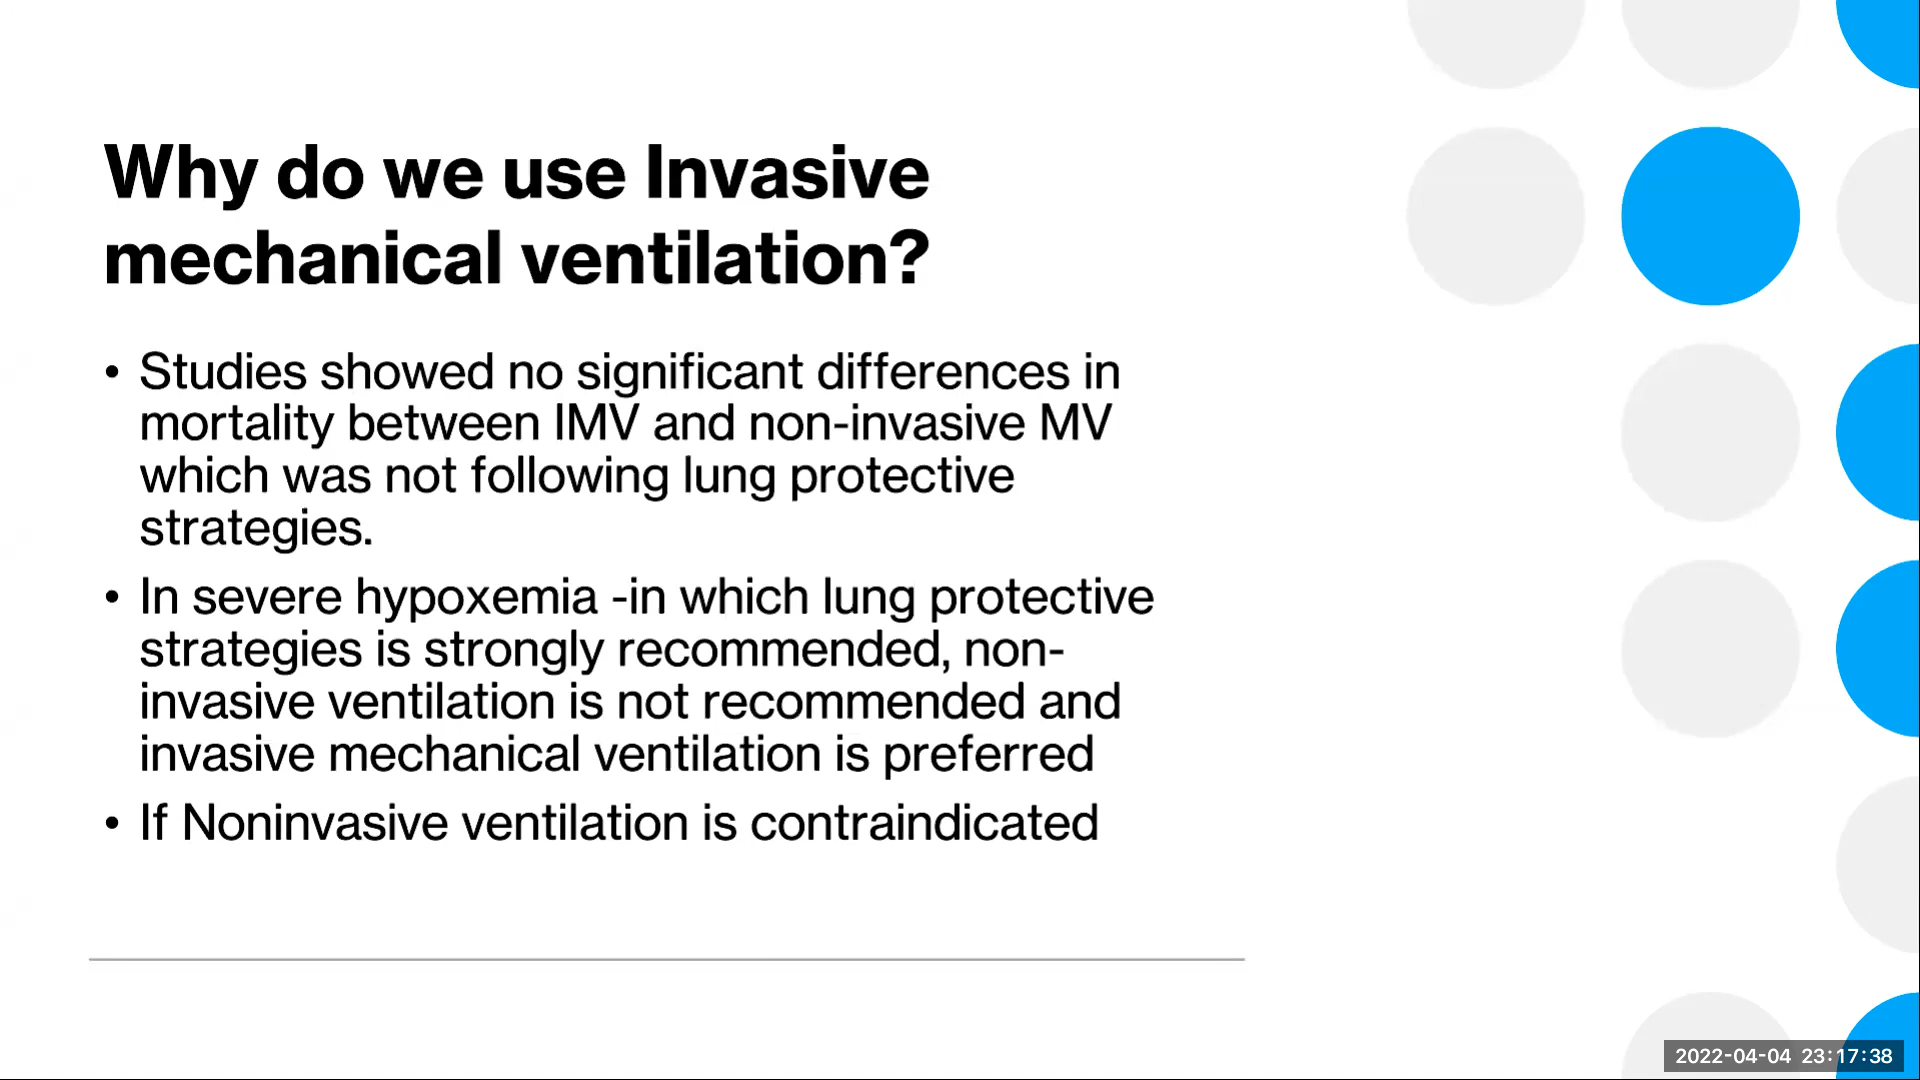 Why do we use Invasive
mechanical ventilation?
• Studies showed no significant differences in
mortality between IMV and non-invasive MV
which was not following lung protective
strategies.
• In severe hypoxemia -in which lung protective
strategies is strongly recommended, non-
invasive ventilation is not recommended and
invasive mechanical ventilation is preferred
• If Noninvasive ventilation is contraindicated
2022-04-04 23:17:38